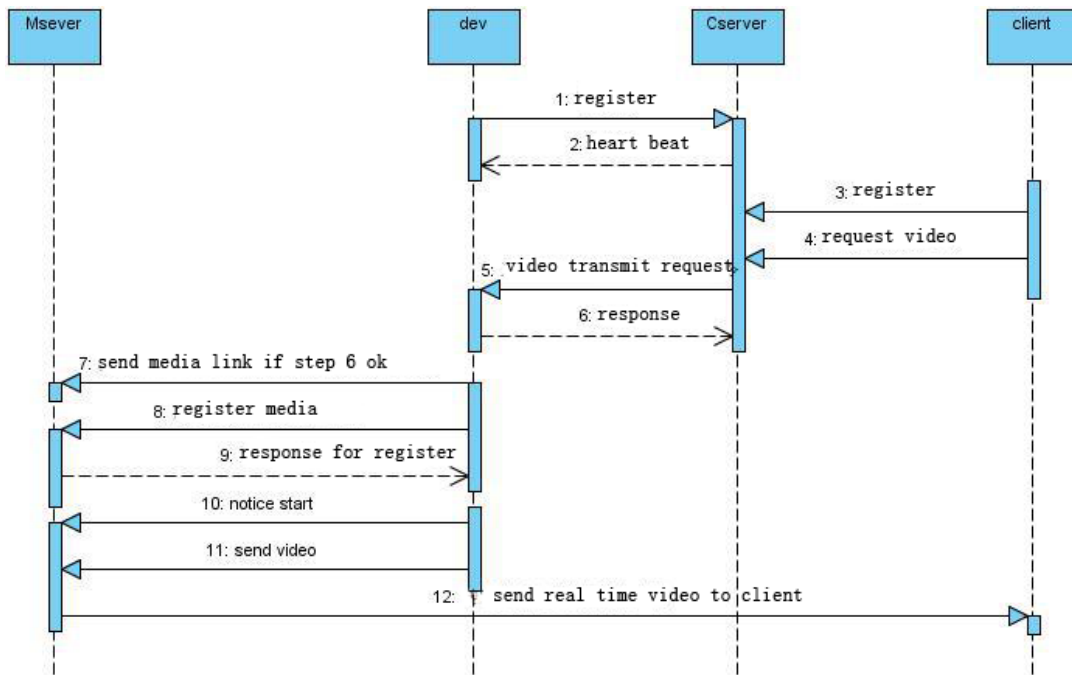 Msever
dev
Cserver
client
1: register
2: heart beat
3: register
4: request video
5: video transmit request
6: response
7: send media link if step 6 ok
8: register media
9: response for register
10: notice start
11: send video
12: send real time video to client